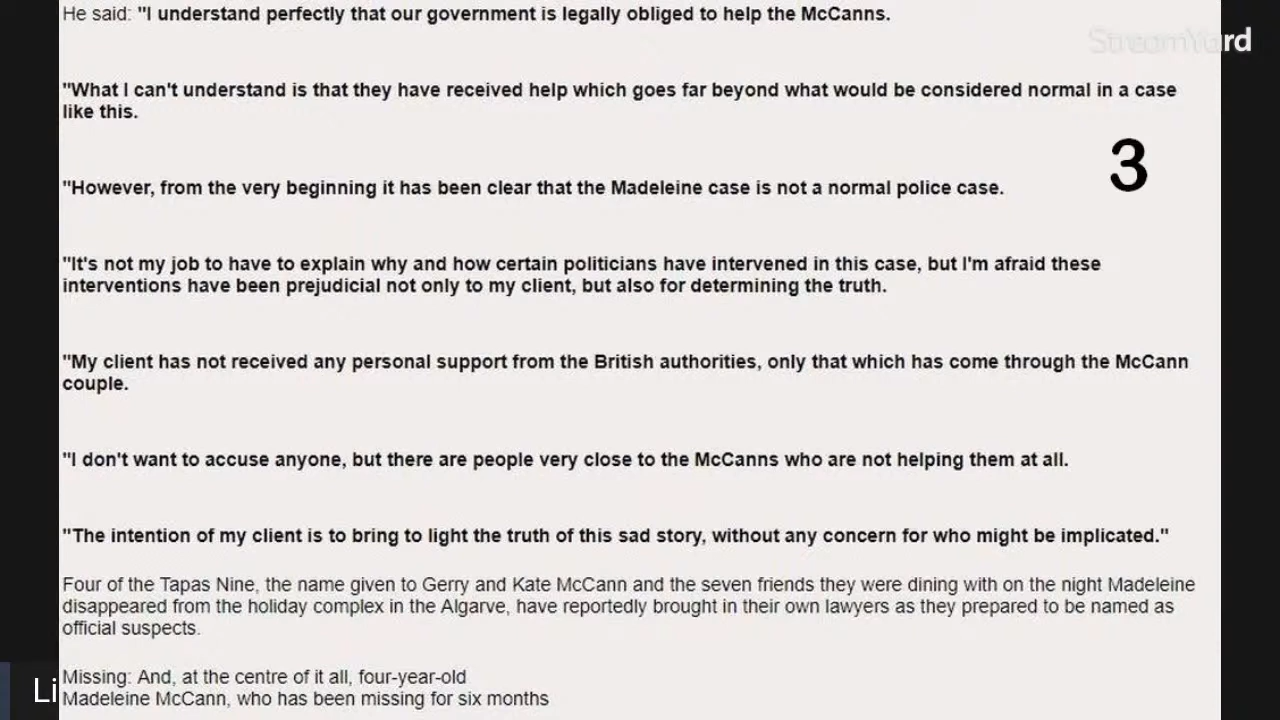 He said: "I understand perfectly that our government is legally obliged to help the McCanns.
StreamYard
"What I can't understand is that they have received help which goes far beyond what would be considered normal in a case
like this.
3
"However, from the very beginning it has been clear that the Madeleine case is not a normal police case.
"It's not my job to have to explain why and how certain politicians have intervened in this case, but I'm afraid these
interventions have been prejudicial not only to my client, but also for determining the truth.
"My client has not received any personal support from the British authorities, only that which has come through the McCann
couple.
"I don't want to accuse anyone, but there are people very close to the McCanns who are not helping them at all.
"The intention of my client is to bring to light the truth of this sad story, without any concern for who might be implicated."
Four of the Tapas Nine, the name given to Gerry and Kate McCann and the seven friends they were dining with on the night Madeleine
disappeared from the holiday complex in the Algarve, have reportedly brought in their own lawyers as they prepared to be named as
official suspects.
Missing: And, at the centre of it all, four-year-old
Madeleine McCann, who has been missing for six months
Li